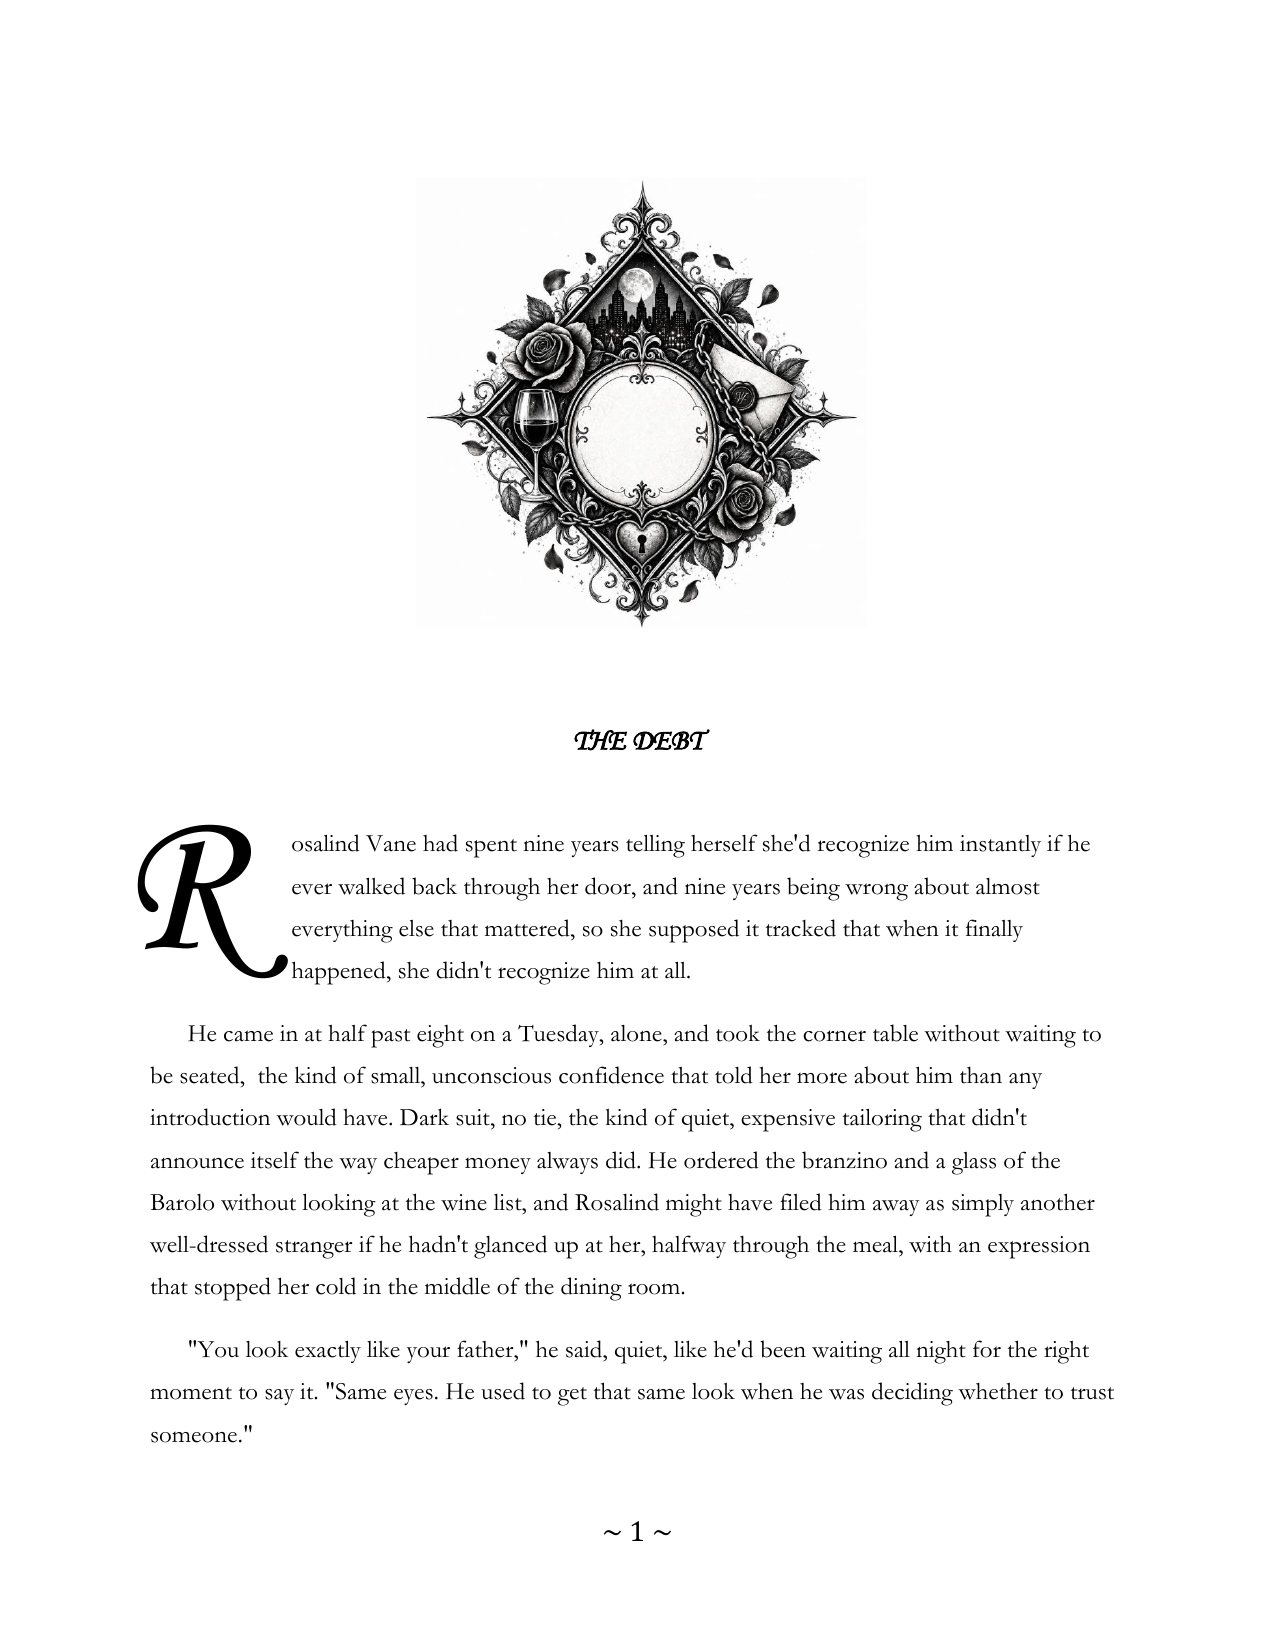 THE DEBT
Rosalind Vane had spent nine years telling herself she'd recognize him instantly if he
ever walked back through her door, and nine years being wrong about almost
everything else that mattered, so she supposed it tracked that when it finally
happened, she didn't recognize him at all.
He came in at half past eight on a Tuesday, alone, and took the corner table without waiting to
be seated,  the kind of small, unconscious confidence that told her more about him than any
introduction would have. Dark suit, no tie, the kind of quiet, expensive tailoring that didn't
announce itself the way cheaper money always did. He ordered the branzino and a glass of the
Barolo without looking at the wine list, and Rosalind might have filed him away as simply another
well-dressed stranger if he hadn't glanced up at her, halfway through the meal, with an expression
that stopped her cold in the middle of the dining room.
"You look exactly like your father," he said, quiet, like he'd been waiting all night for the right
moment to say it. "Same eyes. He used to get that same look when he was deciding whether to trust
someone."
~ 1 ~